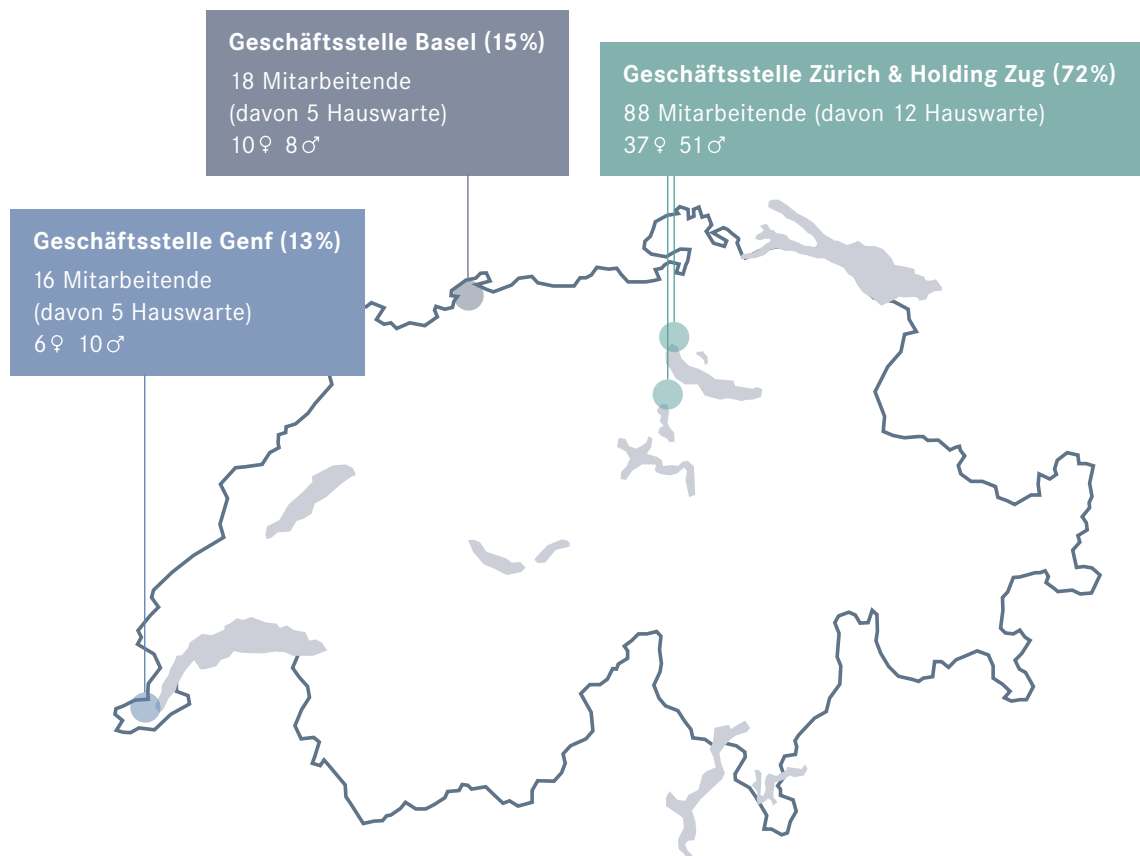 Geschäftsstelle Basel (15%)
18 Mitarbeitende
(davon 5 Hauswarte)
10♀ 8♂
Geschäftsstelle Zürich & Holding Zug (72%)
88 Mitarbeitende (davon 12 Hauswarte)
37♀ 51♂
Geschäftsstelle Genf (13%)
16 Mitarbeitende
(davon 5 Hauswarte)
6♀ 10♂